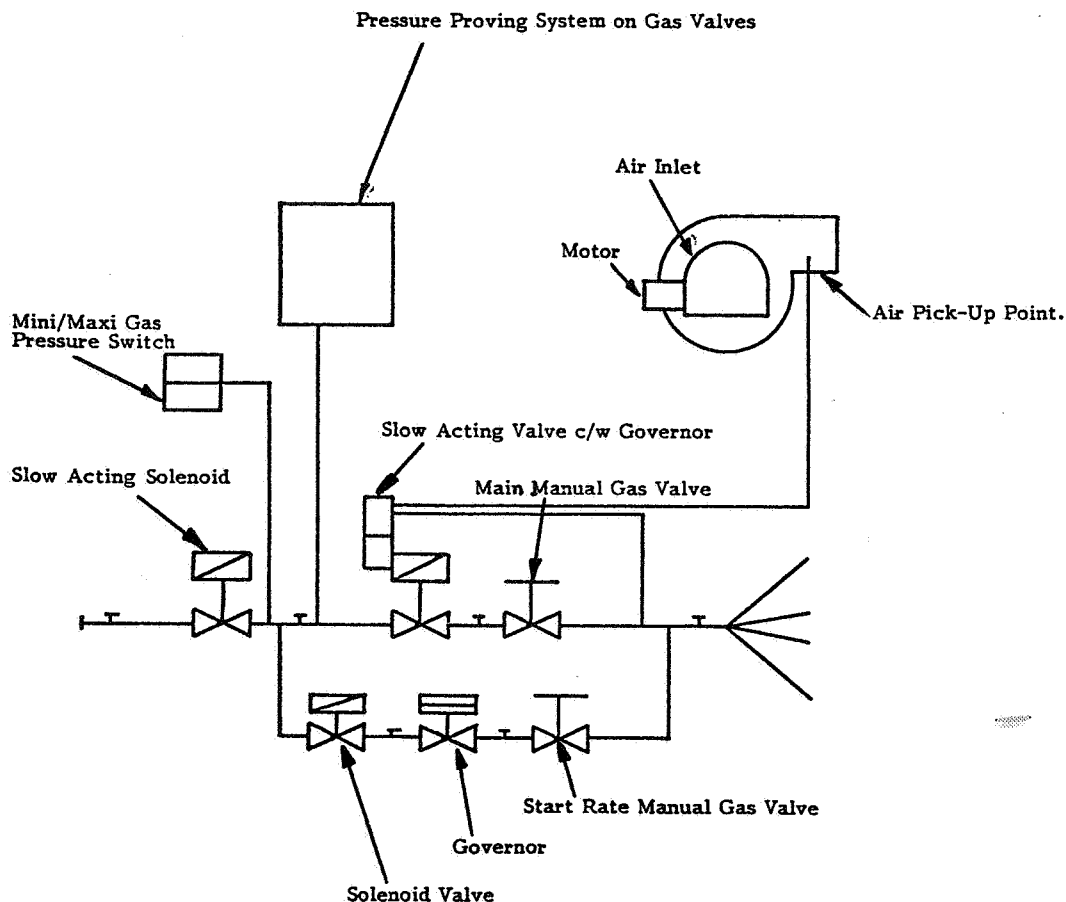 Pressure Proving System on Gas Valves
Air Inlet
Motor
Air Pick-Up Point.
Mini/Maxi Gas
Pressure Switch
Slow Acting Valve c/w Governor
Slow Acting Solenoid
Main Manual Gas Valve
Start Rate Manual Gas Valve
Governor
Solenoid Valve